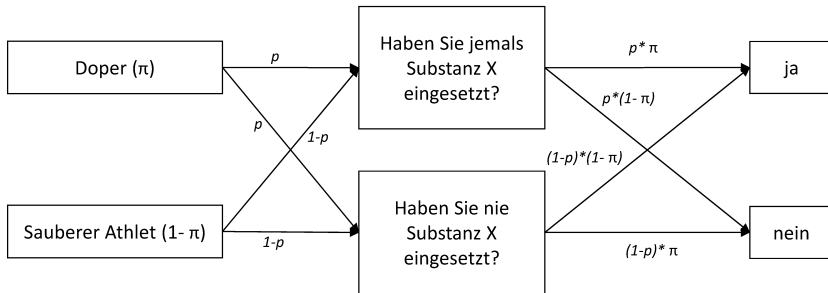 Doper (π)
Sauberer Athlet (1- π)
p
p
1-p
1-p
Haben Sie jemals
Substanz X
eingesetzt?
Haben Sie nie
Substanz X
eingesetzt?
p* π
p*(1- π)
(1-p)*(1- π)
(1-p)* π
ja
nein